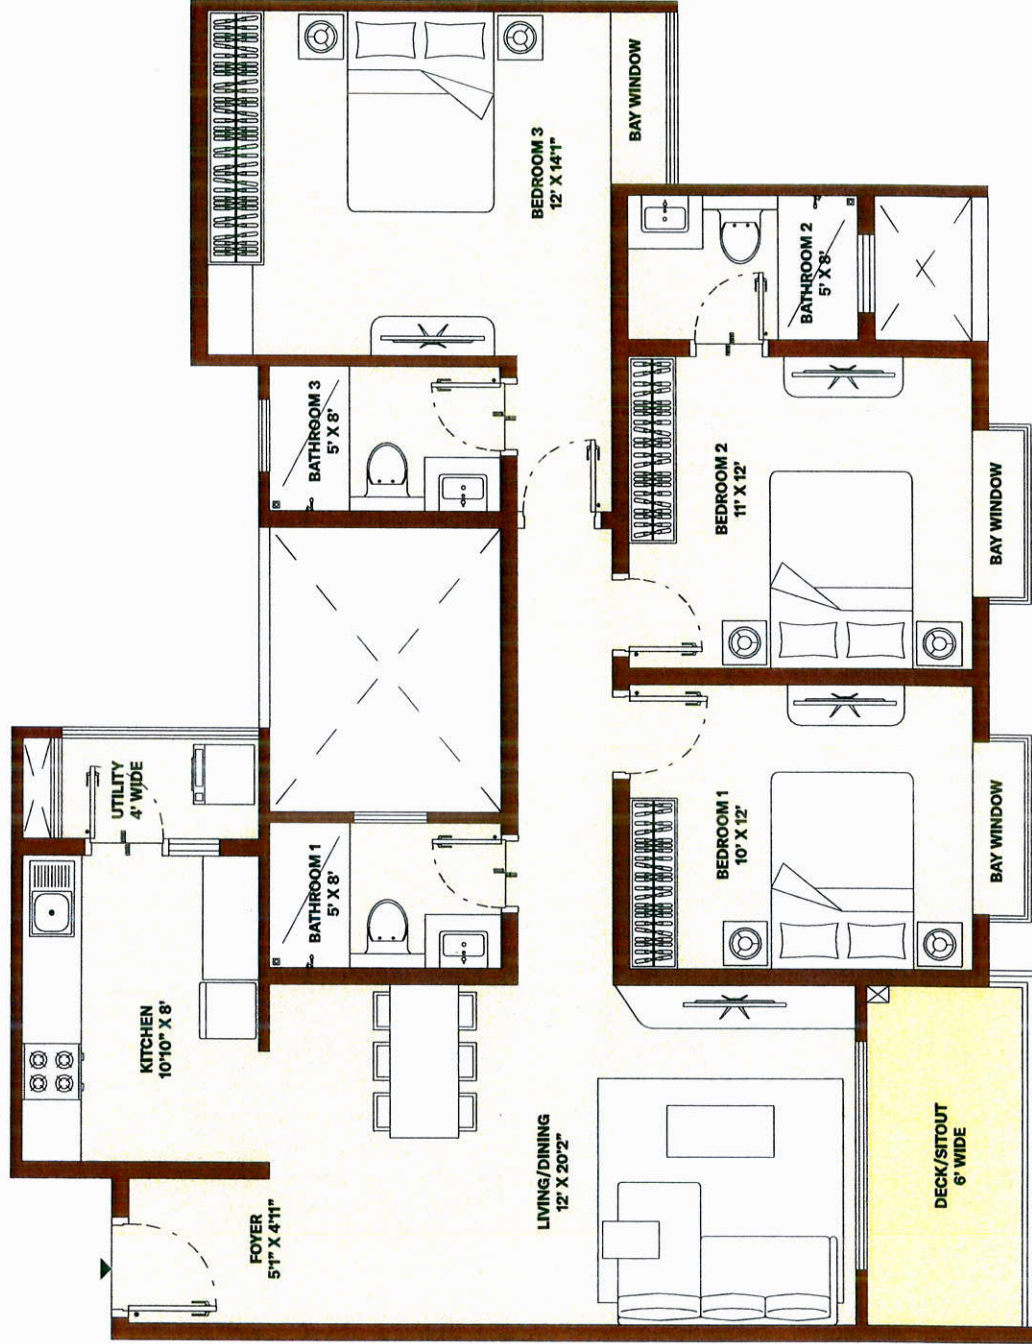 KITCHEN
10'10" X 8'
UTILITY
4' WIDE
FOYER
5'1" X 4'11"
BATHROOM 1
5' X 8'
BATHROOM 3
5' X 8'
LIVING/DINING
12' X 20'2"
BEDROOM 3
12' X 14'1"
BAY WINDOW
BEDROOM 1
10' X 12'
BEDROOM 2
11' X 12'
BATHROOM 2
5' X 8'
DECK/SITOUT
6' WIDE
BAY WINDOW
BAY WINDOW